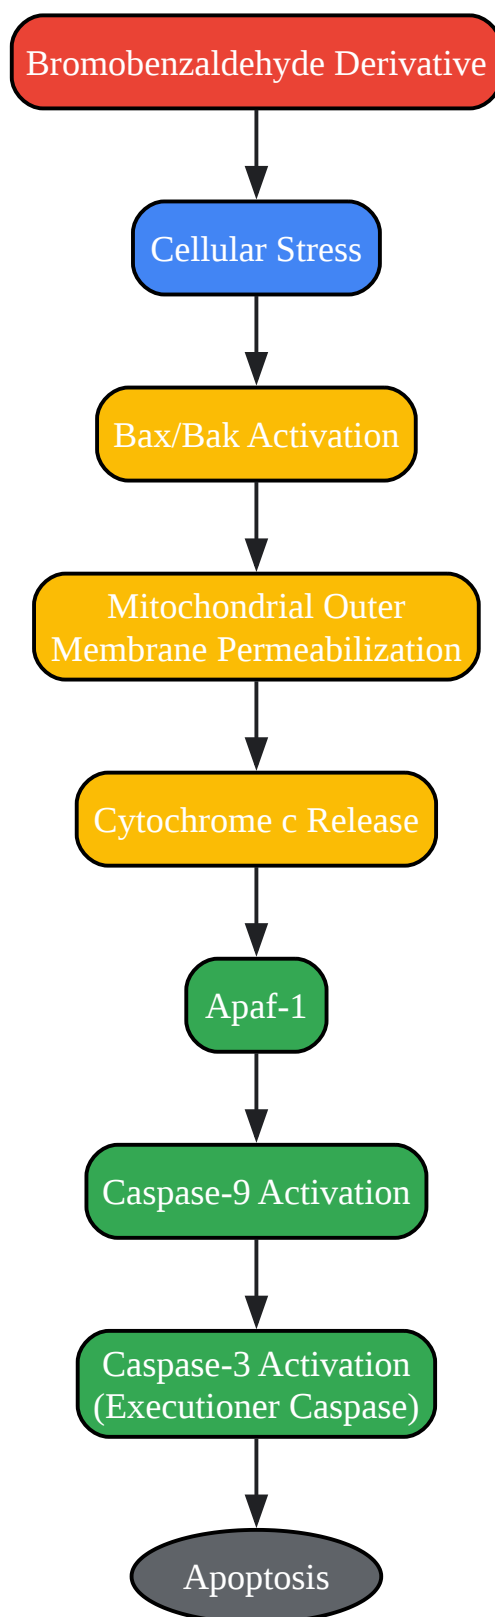 Bromobenzaldehyde Derivative
Cellular Stress
Bax/Bak Activation
Mitochondrial Outer
Membrane Permeabilization
Cytochrome c Release
Apaf-1
Caspase-9 Activation
Caspase-3 Activation
(Executioner Caspase)
Apoptosis